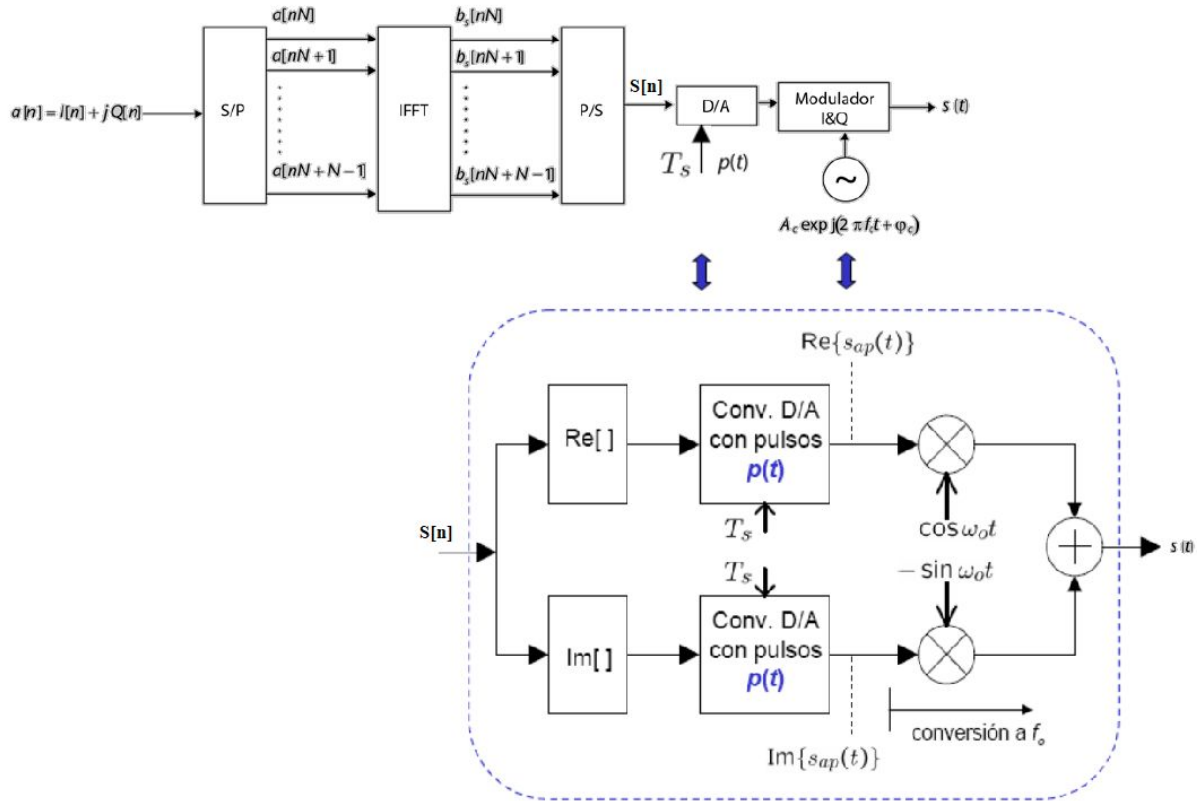 a[n] = I[n] + j Q[n]
S/P
a[nN]
a[nN + 1]
a[nN + N − 1]
IFFT
b_s[nN]
b_s[nN + 1]
b_s[nN + N − 1]
P/S
S[n]
D/A
T_s
p(t)
Modulador
I&Q
s (t)
~
A_c exp j(2 π f_c t + φ_c)
Re{s_ap(t)}
Re[ ]
Conv. D/A
con pulsos
p(t)
T_s
cos ω_o t
S[n]
+
s (t)
T_s
− sin ω_o t
Im[ ]
Conv. D/A
con pulsos
p(t)
conversión a f_o
Im{s_ap(t)}